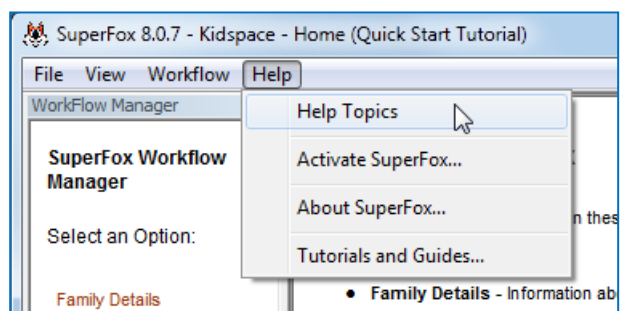 SuperFox 8.0.7 - Kidspace - Home (Quick Start Tutorial)
File View Workflow Help
WorkFlow Manager
Help Topics
SuperFox Workflow
Manager
Activate SuperFox...
About SuperFox...
n thes
Select an Option:
Tutorials and Guides...
Family Details
• Family Details - Information ab